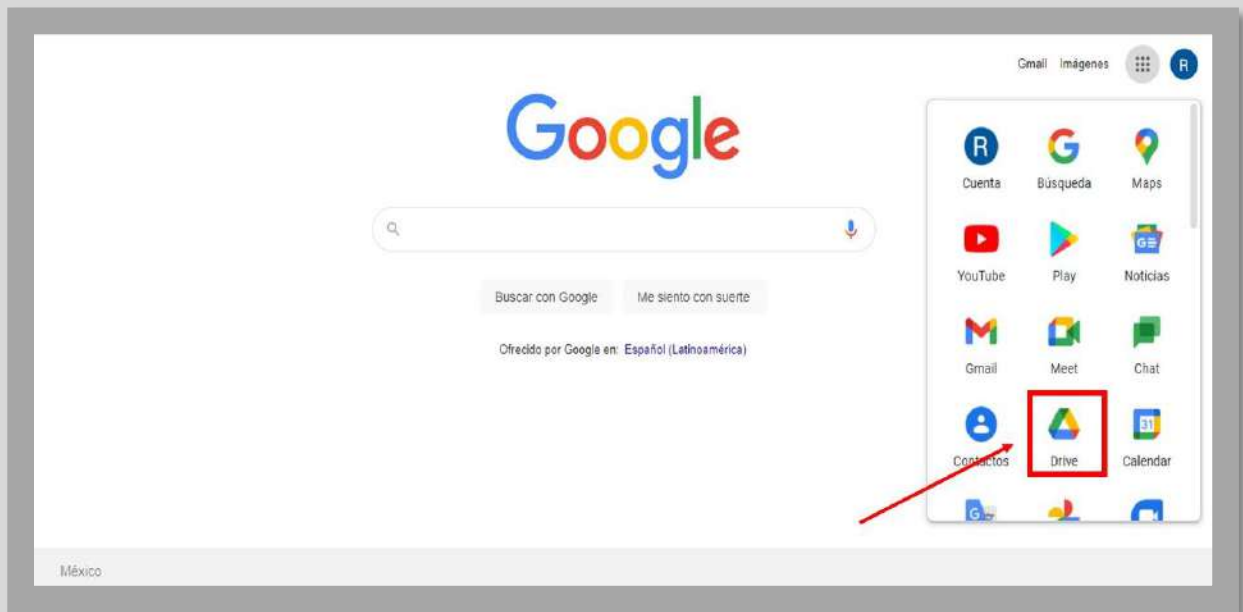 Gmail Imágenes
R
Google
R
Cuenta
Búsqueda
Maps
YouTube
Play
Noticias
Buscar con Google
Me siento con suerte
Ofrecido por Google en: Español (Latinoamérica)
Gmail
Meet
Chat
31
Contactos
Drive
Calendar
México